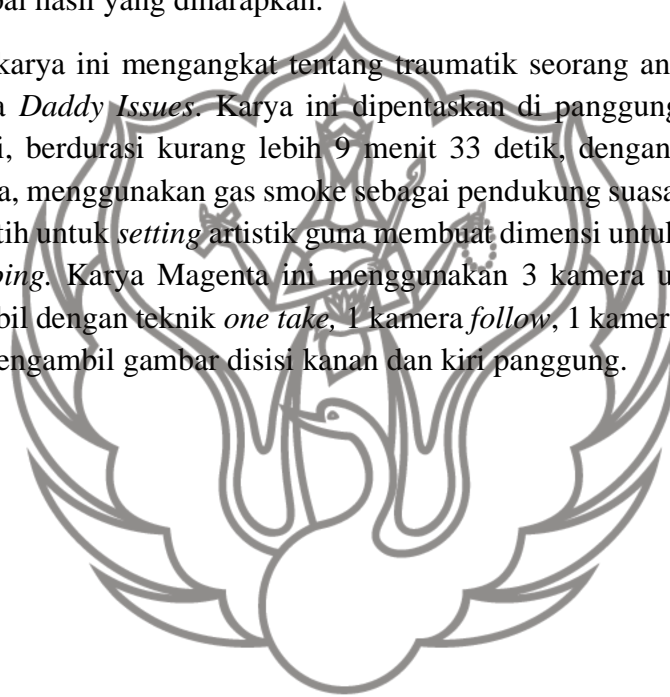 hasil yang diharapkan.
karya ini mengangkat tentang traumatik seorang an
Daddy Issues. Karya ini dipentaskan di panggung
i, berdurasi kurang lebih 9 menit 33 detik, dengan
a, menggunakan gas smoke sebagai pendukung suasa
tih untuk setting artistik guna membuat dimensi untuk
ping. Karya Magenta ini menggunakan 3 kamera u
bil dengan teknik one take, 1 kamera follow, 1 kamer
engambil gambar disisi kanan dan kiri panggung.